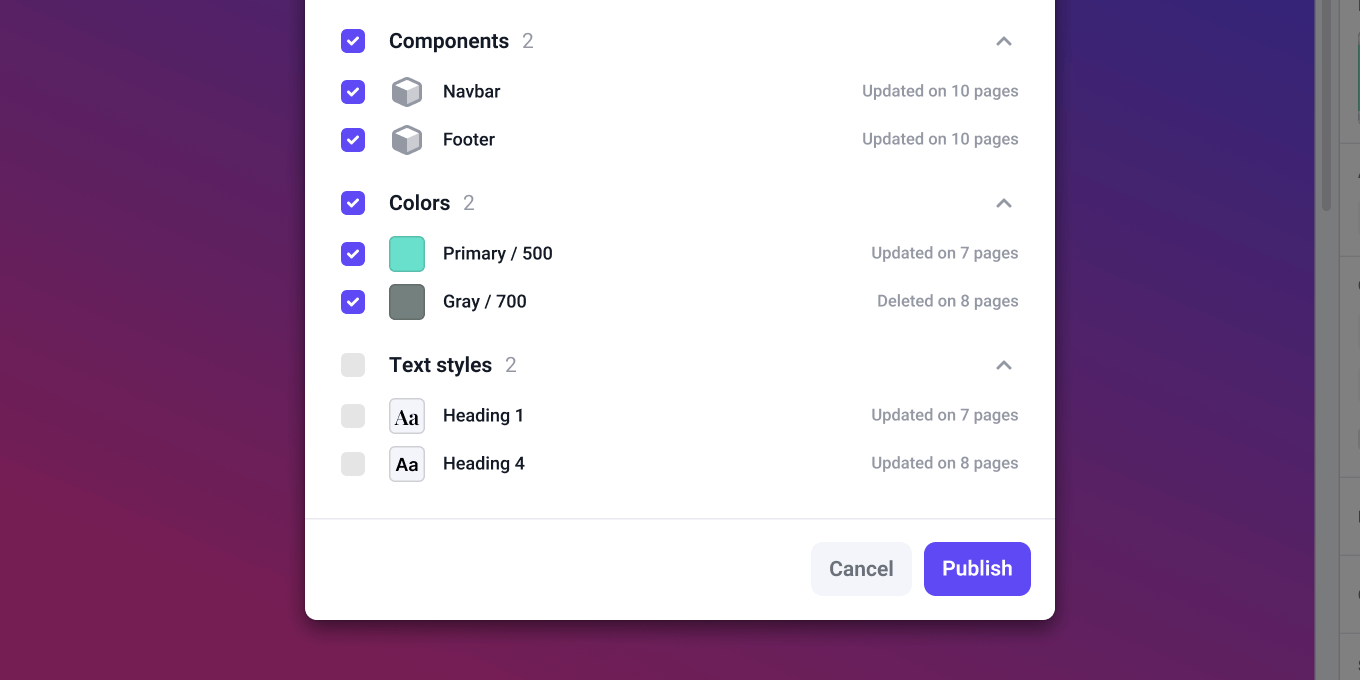 Components 2
Navbar Updated on 10 pages
Footer Updated on 10 pages
Colors 2
Primary / 500 Updated on 7 pages
Gray / 700 Deleted on 8 pages
Text styles 2
Aa Heading 1 Updated on 7 pages
Aa Heading 4 Updated on 8 pages
Cancel Publish